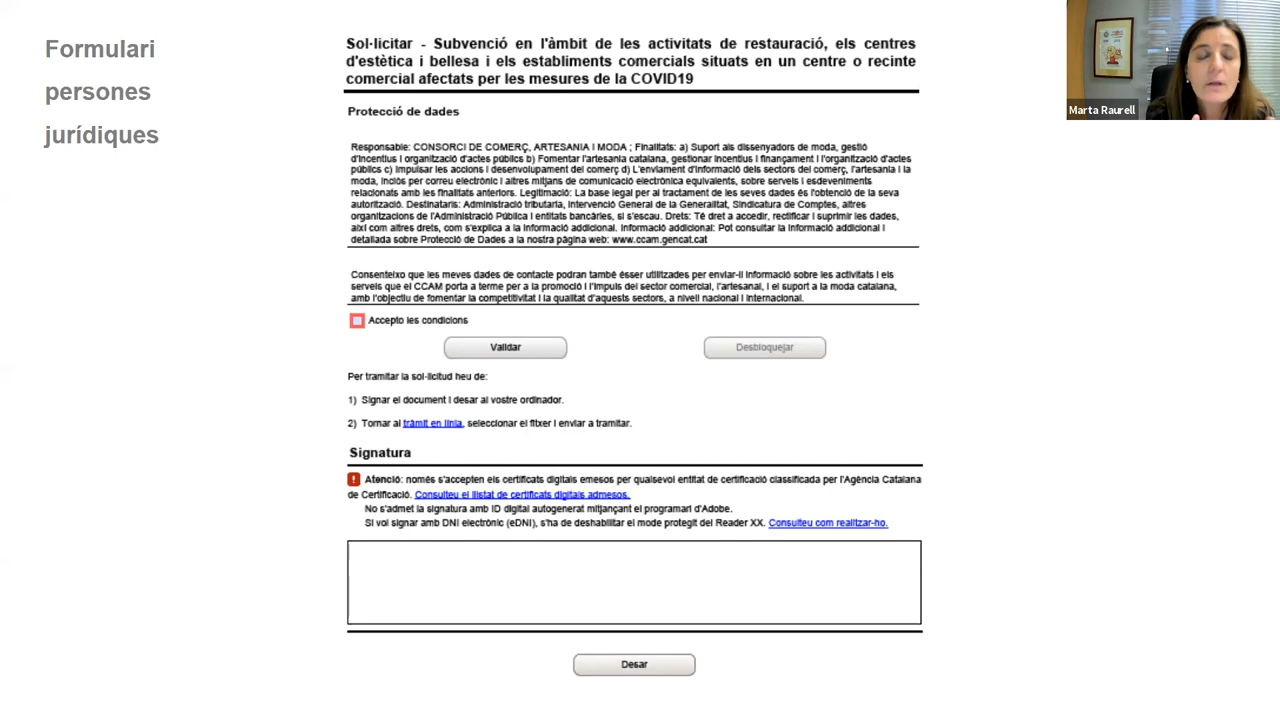 Formulari
persones
jurídiques
Sol·licitar - Subvenció en l'àmbit de les activitats de restauració, els centres
d'estètica i bellesa i els establiments comercials situats en un centre o recinte
comercial afectats per les mesures de la COVID19
Protecció de dades
Responsable: CONSORCI DE COMERÇ, ARTESANIA I MODA ; Finalitats: a) Suport als dissenyadors de moda, gestió
d'incentius i organització d'actes públics b) Fomentar l'artesania catalana, gestionar incentius i finançament i l'organització d'actes
públics c) Impulsar les accions i desenvolupament del comerç d) L'enviament d'informació dels sectors del comerç, l'artesania i la
moda, inclòs per correu electrònic i altres mitjans de comunicació electrònica equivalents, sobre serveis i esdeveniments
relacionats amb les finalitats anteriors. Legitimació: La base legal per al tractament de les seves dades és l'obtenció de la seva
autorització. Destinataris: Administració tributària, Intervenció General de la Generalitat, Sindicatura de Comptes, altres
organitzacions de l'Administració Pública i entitats bancàries, si s'escau. Drets: Té dret a accedir, rectificar i suprimir les dades,
així com altres drets, com s'explica a la informació addicional. Informació addicional: Pot consultar la informació addicional i
detallada sobre Protecció de Dades a la nostra pàgina web: www.ccam.gencat.cat
Consenteixo que les meves dades de contacte podran també ésser utilitzades per enviar-li informació sobre les activitats i els
serveis que el CCAM porta a terme per a la promoció i l'impuls del sector comercial, l'artesanal, i el suport a la moda catalana,
amb l'objectiu de fomentar la competitivitat i la qualitat d'aquests sectors, a nivell nacional i internacional.
Accepto les condicions
Validar
Desbloquejar
Per tramitar la sol·licitud heu de:
1) Signar el document i desar al vostre ordinador.
2) Tornar al tràmit en línia, seleccionar el fitxer i enviar a tramitar.
Signatura
Atenció: només s'accepten els certificats digitals emesos per qualsevol entitat de certificació classificada per l'Agència Catalana
de Certificació. Consulteu el llistat de certificats digitals admesos.
No s'admet la signatura amb ID digital autogenerat mitjançant el programari d'Adobe.
Si vol signar amb DNI electrònic (eDNI), s'ha de deshabilitar el mode protegit del Reader XX. Consulteu com realitzar-ho.
Desar
Marta Raurell